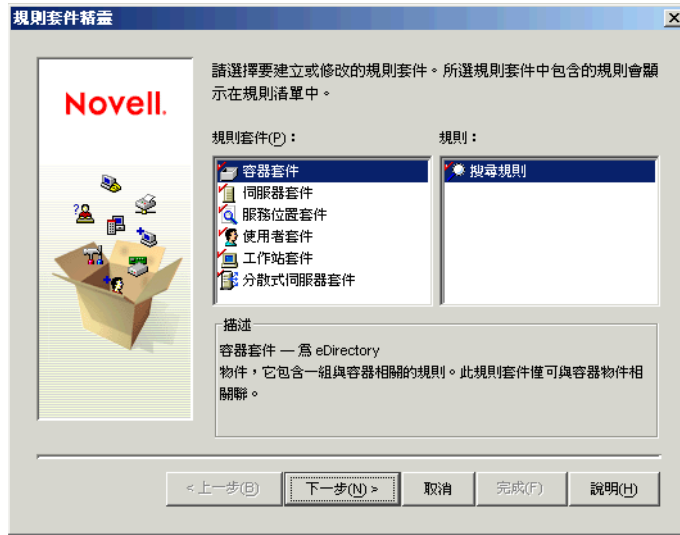 規則套件精靈
Novell.
請選擇要建立或修改的規則套件。所選規則套件中包含的規則會顯
示在規則清單中。
規則套件(P)：
規則：
容器套件
伺服器套件
服務位置套件
使用者套件
工作站套件
分散式伺服器套件
搜尋規則
描述
容器套件 — 為 eDirectory
物件，它包含一組與容器相關的規則。此規則套件僅可與容器物件相
關聯。
<上一步(B)
下一步(N) >
取消
完成(F)
說明(H)